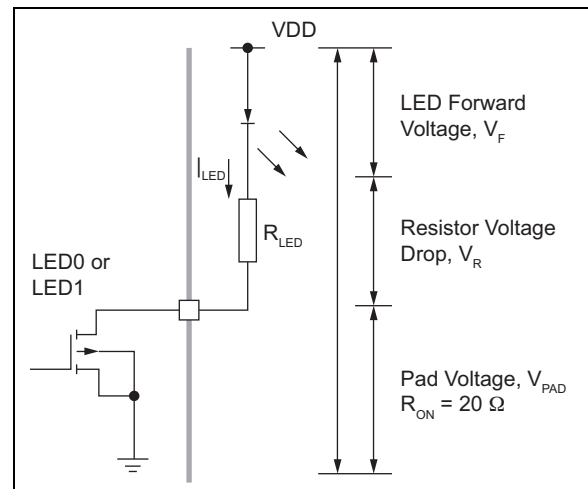 VDD
LED Forward
Voltage, V_F
I_LED
Resistor Voltage
Drop, V_R
R_LED
LED0 or
LED1
Pad Voltage, V_PAD
R_ON = 20 Ω